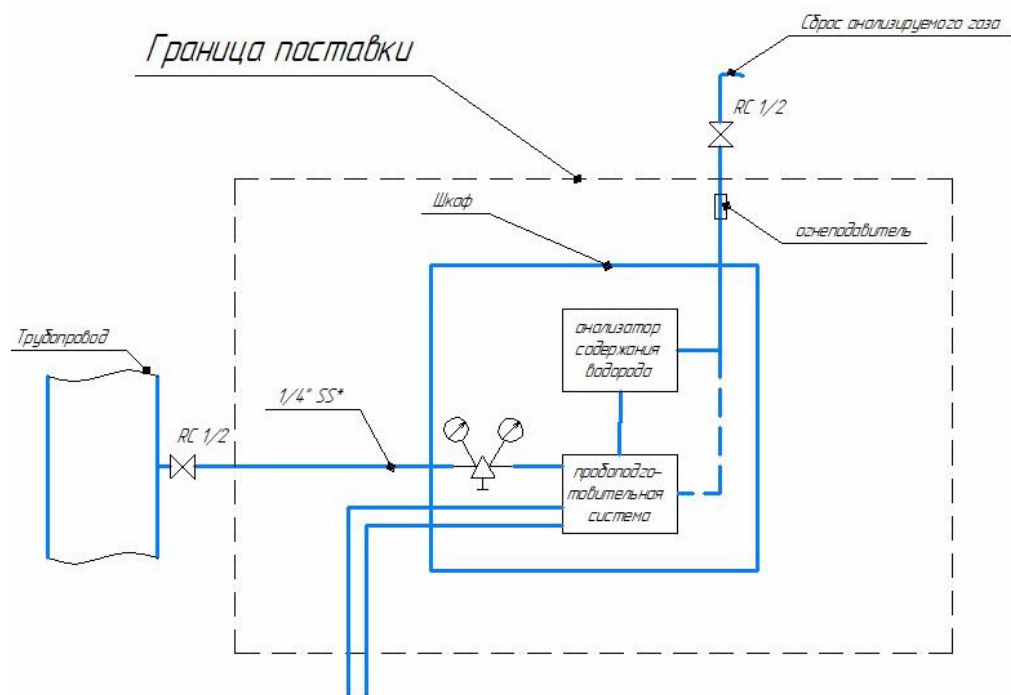 Сброс анализируемого газа
Граница поставки
RC 1/2
Шкаф
огнеподавитель
Трубопровод
анализатор
содержания
водорода
1/4" SS*
RC 1/2
пробоподго-
товительная
система